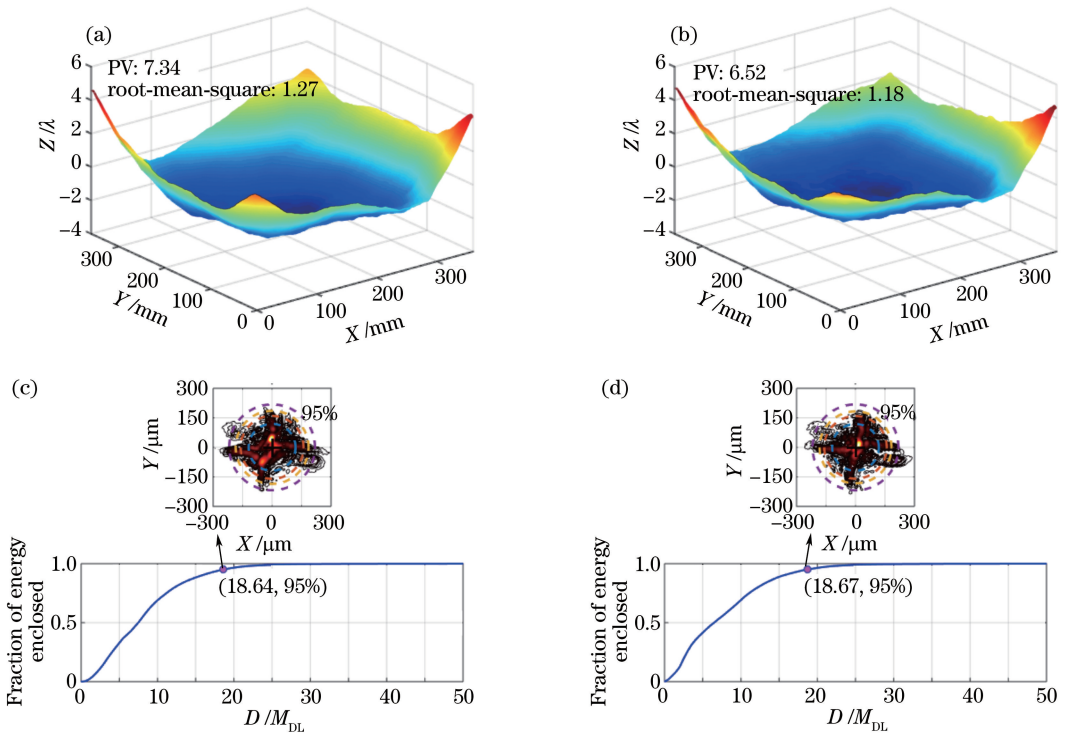 (a)
PV: 7.34
root-mean-square: 1.27
6
4
2
0
−2
−4
Z/λ
300
200
100
0
Y/mm
0
100
200
300
X/mm
(b)
PV: 6.52
root-mean-square: 1.18
6
4
2
0
−2
−4
Z/λ
300
200
100
0
Y/mm
0
100
200
300
X/mm
(c)
300
150
0
−150
−300
Y/μm
95%
−300
0
300
X/μm
1.0
0.5
0
Fraction of energy
enclosed
(18.64, 95%)
0 10 20 30 40 50
D/M_DL
(d)
300
150
0
−150
−300
Y/μm
95%
−300
0
300
X/μm
1.0
0.5
0
Fraction of energy
enclosed
(18.67, 95%)
0 10 20 30 40 50
D/M_DL